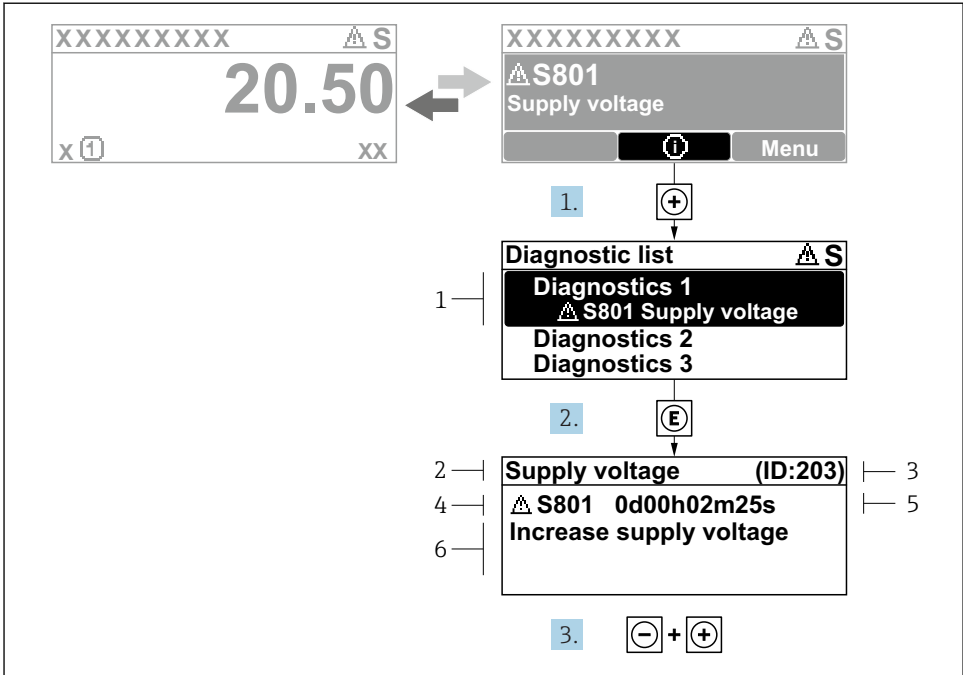 XXXXXXXXX ⚠ S
20.50
x ① xx
XXXXXXXXX ⚠ S
⚠ S801
Supply voltage
ⓘ Menu
1. ⊕
Diagnostic list ⚠ S
1
Diagnostics 1
⚠ S801 Supply voltage
Diagnostics 2
Diagnostics 3
2. Ⓔ
2 Supply voltage (ID:203) 3
4 ⚠ S801 0d00h02m25s 5
6 Increase supply voltage
3. ⊖ + ⊕